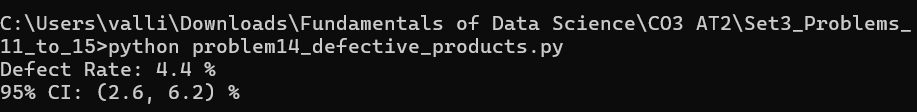 C:\Users\valli\Downloads\Fundamentals of Data Science\CO3 AT2\Set3_Problems_
11_to_15>python problem14_defective_products.py
Defect Rate: 4.4 %
95% CI: (2.6, 6.2) %